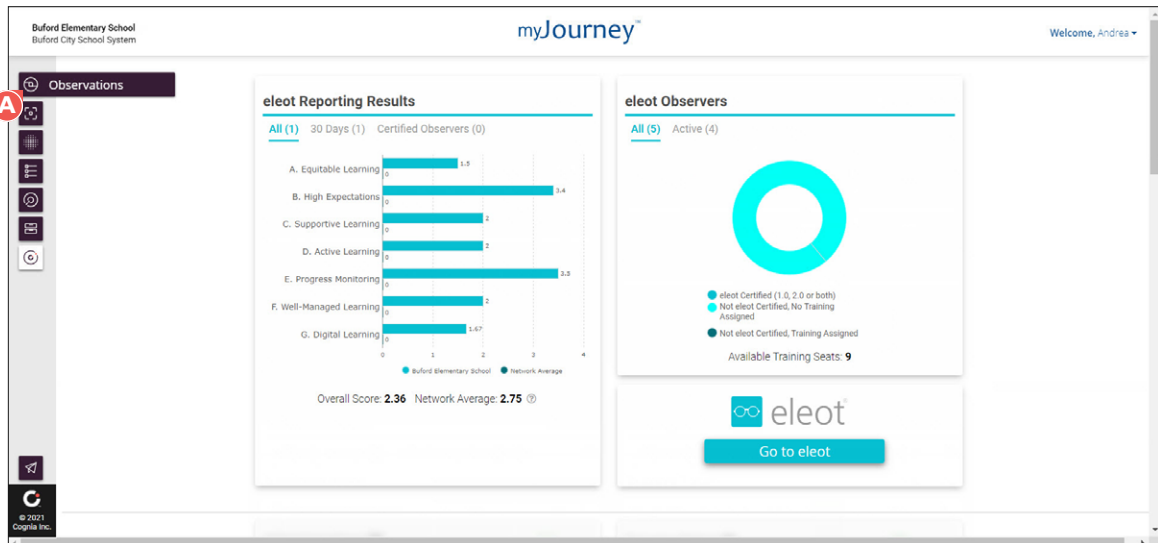 Buford Elementary School
Buford City School System
myJourney™
Welcome, Andrea
Observations
A
eleot Reporting Results
All (1) 30 Days (1) Certified Observers (0)
A. Equitable Learning 1.5
0
B. High Expectations 3.4
0
C. Supportive Learning 2
0
D. Active Learning 2
0
E. Progress Monitoring 3.5
0
F. Well-Managed Learning 2
0
G. Digital Learning 1.67
0
0 1 2 3 4
Buford Elementary School Network Average
Overall Score: 2.36 Network Average: 2.75 ?
eleot Observers
All (5) Active (4)
eleot Certified (1.0, 2.0 or both)
Not eleot Certified, No Training
Assigned
Not eleot Certified, Training Assigned
Available Training Seats: 9
eleot
Go to eleot
C
© 2021
Cognia Inc.